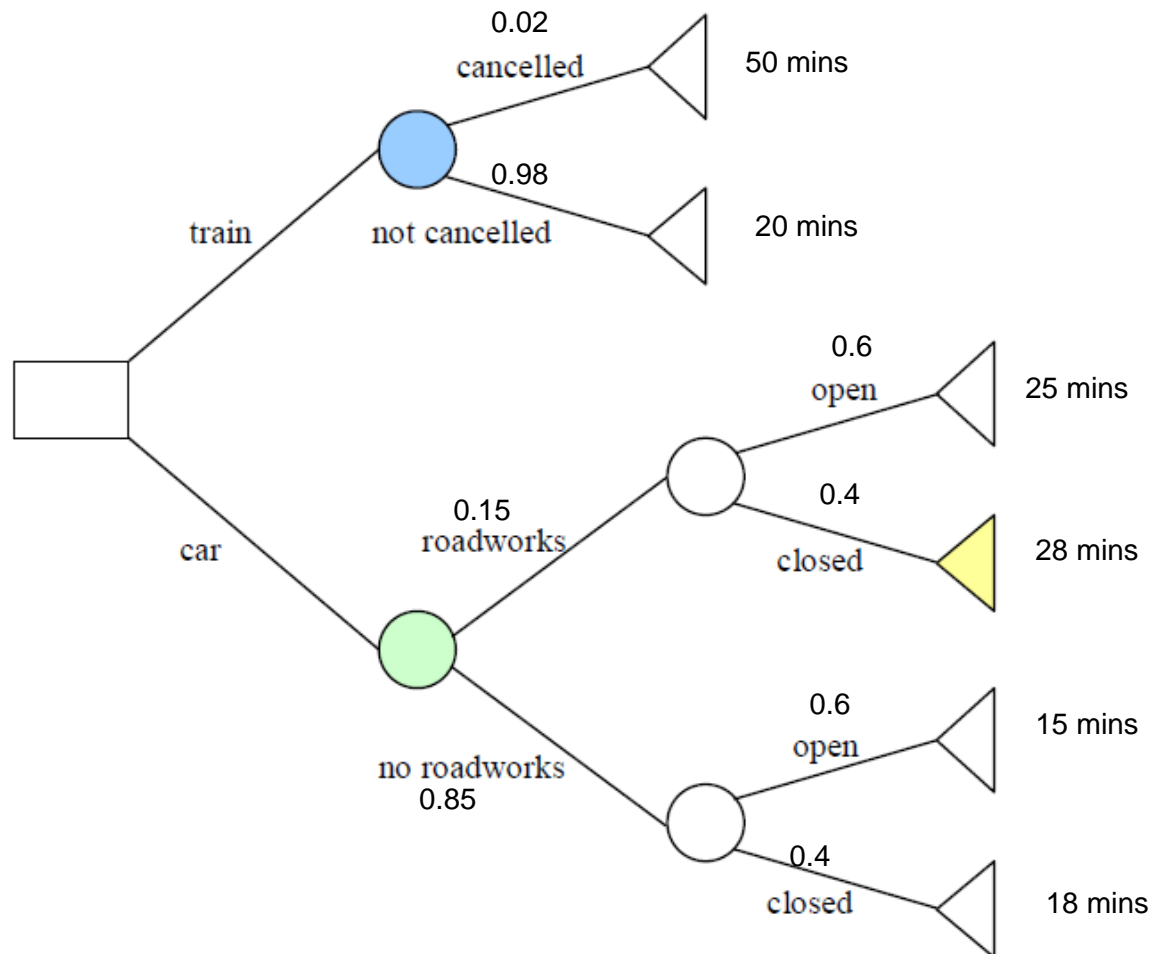 0.02
cancelled
50 mins
0.98
not cancelled
20 mins
train
0.6
open
25 mins
0.4
closed
28 mins
0.15
roadworks
car
0.6
open
15 mins
no roadworks
0.85
0.4
closed
18 mins